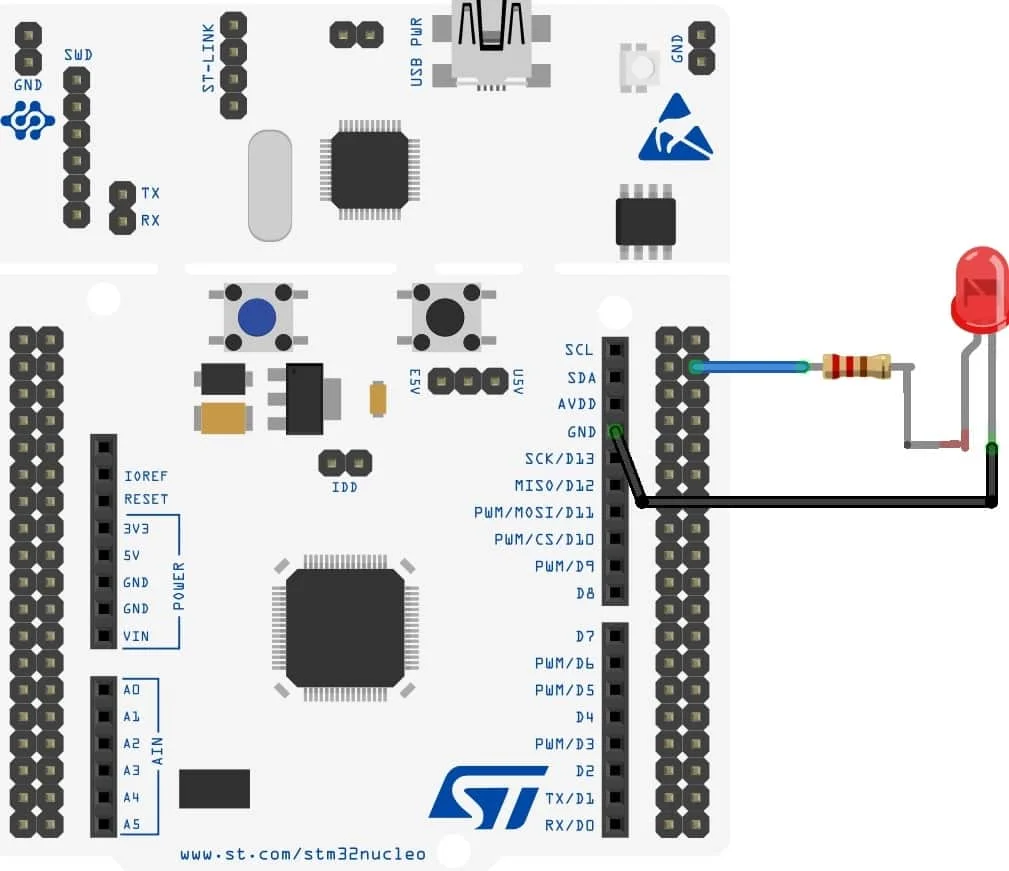 GND
SWD
TX
RX
ST-LINK
USB PWR
GND
E5V
U5V
IDD
IOREF
RESET
3V3
5V
GND
GND
VIN
POWER
A0
A1
A2
A3
A4
A5
AIN
SCL
SDA
AVDD
GND
SCK/D13
MISO/D12
PWM/MOSI/D11
PWM/CS/D10
PWM/D9
D8
D7
PWM/D6
PWM/D5
D4
PWM/D3
D2
TX/D1
RX/D0
ST
www.st.com/stm32nucleo